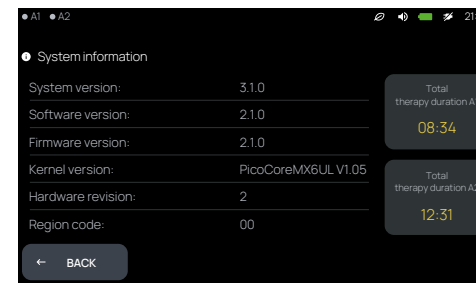 A1 A2 21:
System information
System version: 3.1.0
Software version: 2.1.0
Firmware version: 2.1.0
Kernel version: PicoCoreMX6UL V1.05
Hardware revision: 2
Region code: 00
BACK
Total
therapy duration A1
08:34
Total
therapy duration A2
12:31